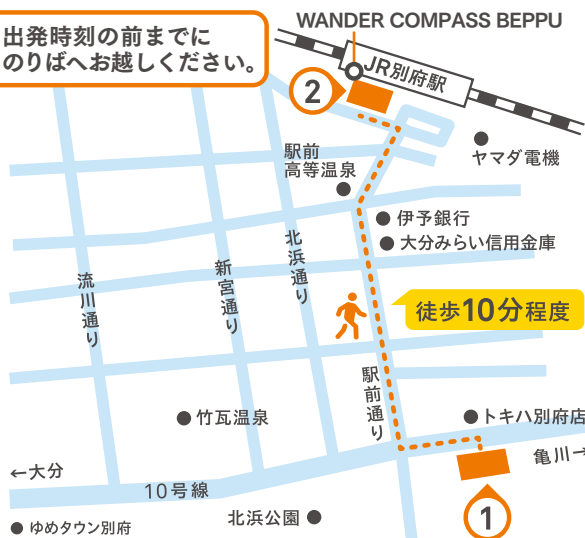 出発時刻の前までに
のりばへお越しください。
WANDER COMPASS BEPPU
JR別府駅
2
ヤマダ電機
駅前
高等温泉
伊予銀行
大分みらい信用金庫
北浜通り
新宮通り
流川通り
徒歩10分程度
駅前通り
竹瓦温泉
トキハ別府店
亀川→
←大分
10号線
1
北浜公園
ゆめタウン別府